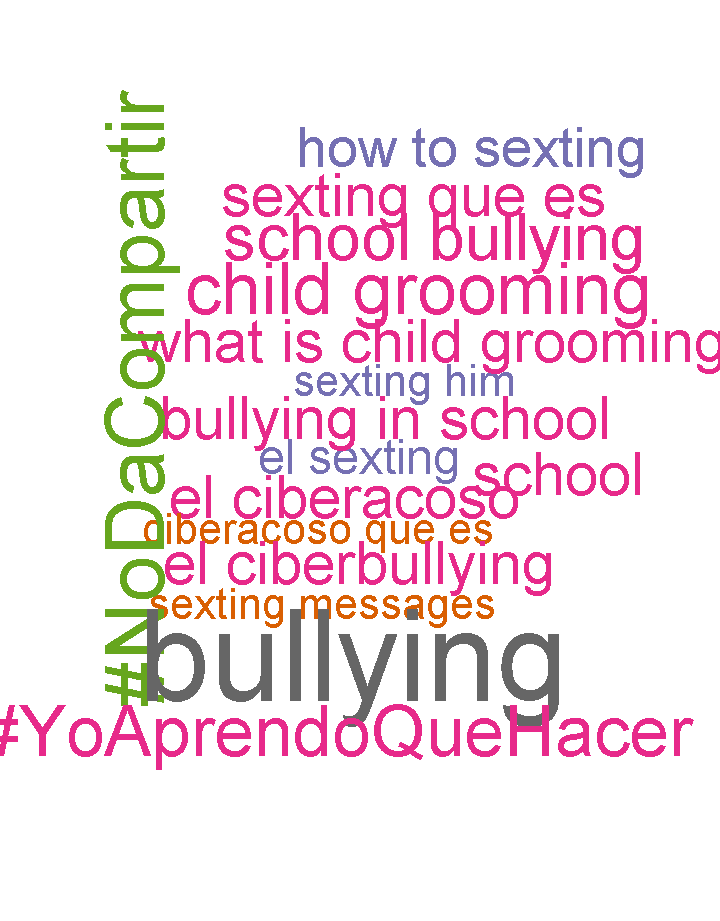 #NoDaCompartir
how to sexting
sexting que es
school bullying
child grooming
what is child grooming
sexting him
bullying in school
el sexting
school
el ciberacoso
ciberacoso que es
el ciberbullying
sexting messages
bullying
#YoAprendoQueHacer